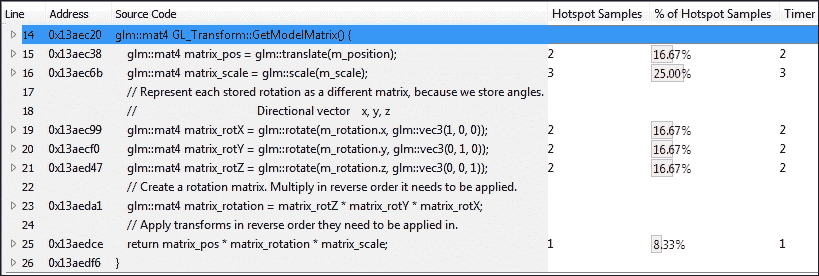 Line Address Source Code Hotspot Samples % of Hotspot Samples Timer
14 0x13aec20 glm::mat4 GL_Transform::GetModelMatrix() {
15 0x13aec38 glm::mat4 matrix_pos = glm::translate(m_position); 2 16.67% 2
16 0x13aec6b glm::mat4 matrix_scale = glm::scale(m_scale); 3 25.00% 3
17 // Represent each stored rotation as a different matrix, because we store angles.
18 // Directional vector x, y, z
19 0x13aec99 glm::mat4 matrix_rotX = glm::rotate(m_rotation.x, glm::vec3(1, 0, 0)); 2 16.67% 2
20 0x13aecf0 glm::mat4 matrix_rotY = glm::rotate(m_rotation.y, glm::vec3(0, 1, 0)); 2 16.67% 2
21 0x13aed47 glm::mat4 matrix_rotZ = glm::rotate(m_rotation.z, glm::vec3(0, 0, 1)); 2 16.67% 2
22 // Create a rotation matrix. Multiply in reverse order it needs to be applied.
23 0x13aeda1 glm::mat4 matrix_rotation = matrix_rotZ * matrix_rotY * matrix_rotX;
24 // Apply transforms in reverse order they need to be applied in.
25 0x13aedce return matrix_pos * matrix_rotation * matrix_scale; 1 8.33% 1
26 0x13aedf6 }